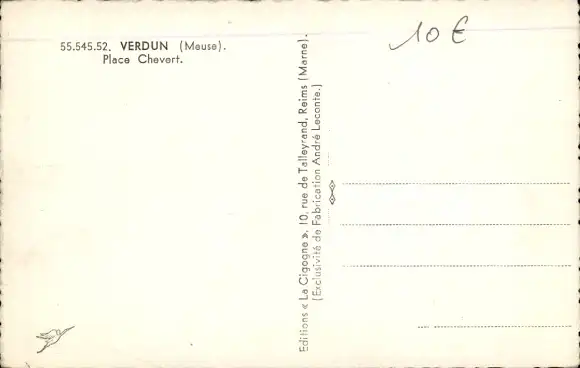 55.545.52. VERDUN (Meuse).
Place Chevert.
10 €
Editions « La Cigogne ». 10, rue de Talleyrand, Reims (Marne).
(Exclusivité de Fabrication André Leconte.)